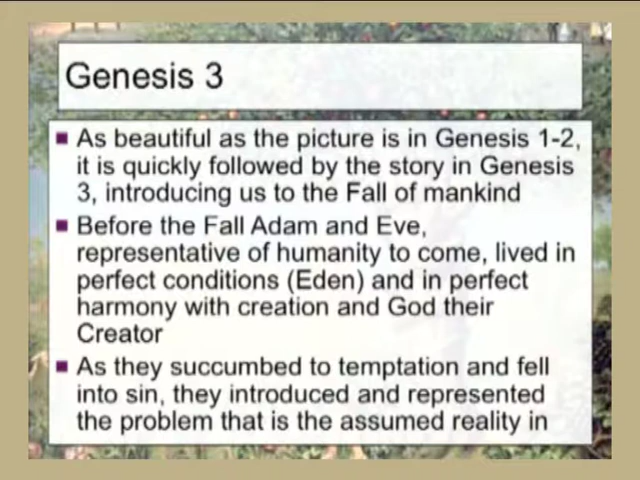 Genesis 3
As beautiful as the picture is in Genesis 1-2,
it is quickly followed by the story in Genesis
3, introducing us to the Fall of mankind
Before the Fall Adam and Eve,
representative of humanity to come, lived in
perfect conditions (Eden) and in perfect
harmony with creation and God their
Creator
As they succumbed to temptation and fell
into sin, they introduced and represented
the problem that is the assumed reality in